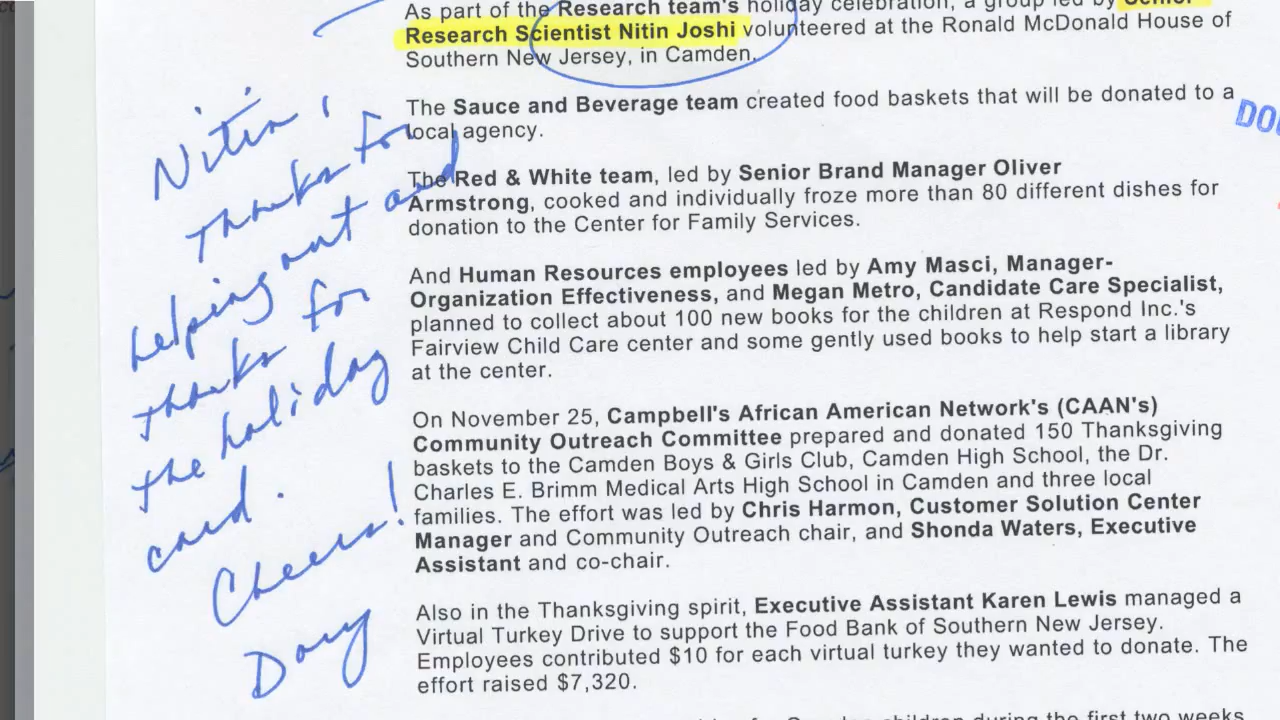 As part of the Research team's holiday celebration, a group led by Senior
Research Scientist Nitin Joshi volunteered at the Ronald McDonald House of
Southern New Jersey, in Camden.
The Sauce and Beverage team created food baskets that will be donated to a
local agency.
The Red & White team, led by Senior Brand Manager Oliver
Armstrong, cooked and individually froze more than 80 different dishes for
donation to the Center for Family Services.
And Human Resources employees led by Amy Masci, Manager-
Organization Effectiveness, and Megan Metro, Candidate Care Specialist,
planned to collect about 100 new books for the children at Respond Inc.'s
Fairview Child Care center and some gently used books to help start a library
at the center.
On November 25, Campbell's African American Network's (CAAN's)
Community Outreach Committee prepared and donated 150 Thanksgiving
baskets to the Camden Boys & Girls Club, Camden High School, the Dr.
Charles E. Brimm Medical Arts High School in Camden and three local
families. The effort was led by Chris Harmon, Customer Solution Center
Manager and Community Outreach chair, and Shonda Waters, Executive
Assistant and co-chair.
Also in the Thanksgiving spirit, Executive Assistant Karen Lewis managed a
Virtual Turkey Drive to support the Food Bank of Southern New Jersey.
Employees contributed $10 for each virtual turkey they wanted to donate. The
effort raised $7,320.
for Camden children during the first two weeks
Nitin,
Thanks for
helping out and
thanks for
the holiday
card.
Cheers!
Doug